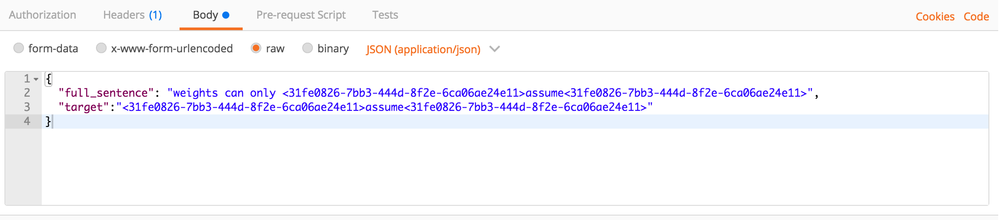 Authorization Headers (1) Body Pre-request Script Tests Cookies Code
form-data x-www-form-urlencoded raw binary JSON (application/json)
1 {
2 "full_sentence": "weights can only <31fe0826-7bb3-444d-8f2e-6ca06ae24e11>assume<31fe0826-7bb3-444d-8f2e-6ca06ae24e11>",
3 "target":"<31fe0826-7bb3-444d-8f2e-6ca06ae24e11>assume<31fe0826-7bb3-444d-8f2e-6ca06ae24e11>"
4 }